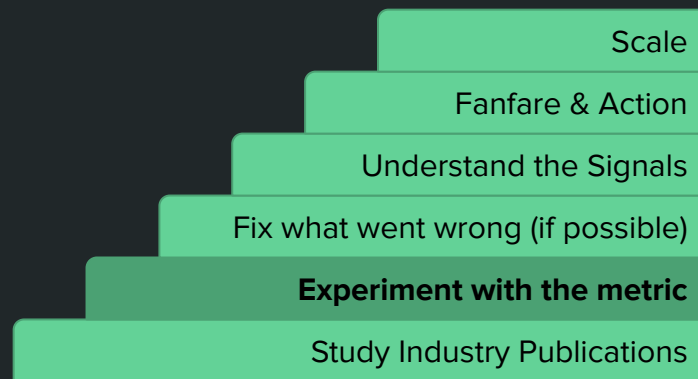 Scale
Fanfare & Action
Understand the Signals
Fix what went wrong (if possible)
Experiment with the metric
Study Industry Publications